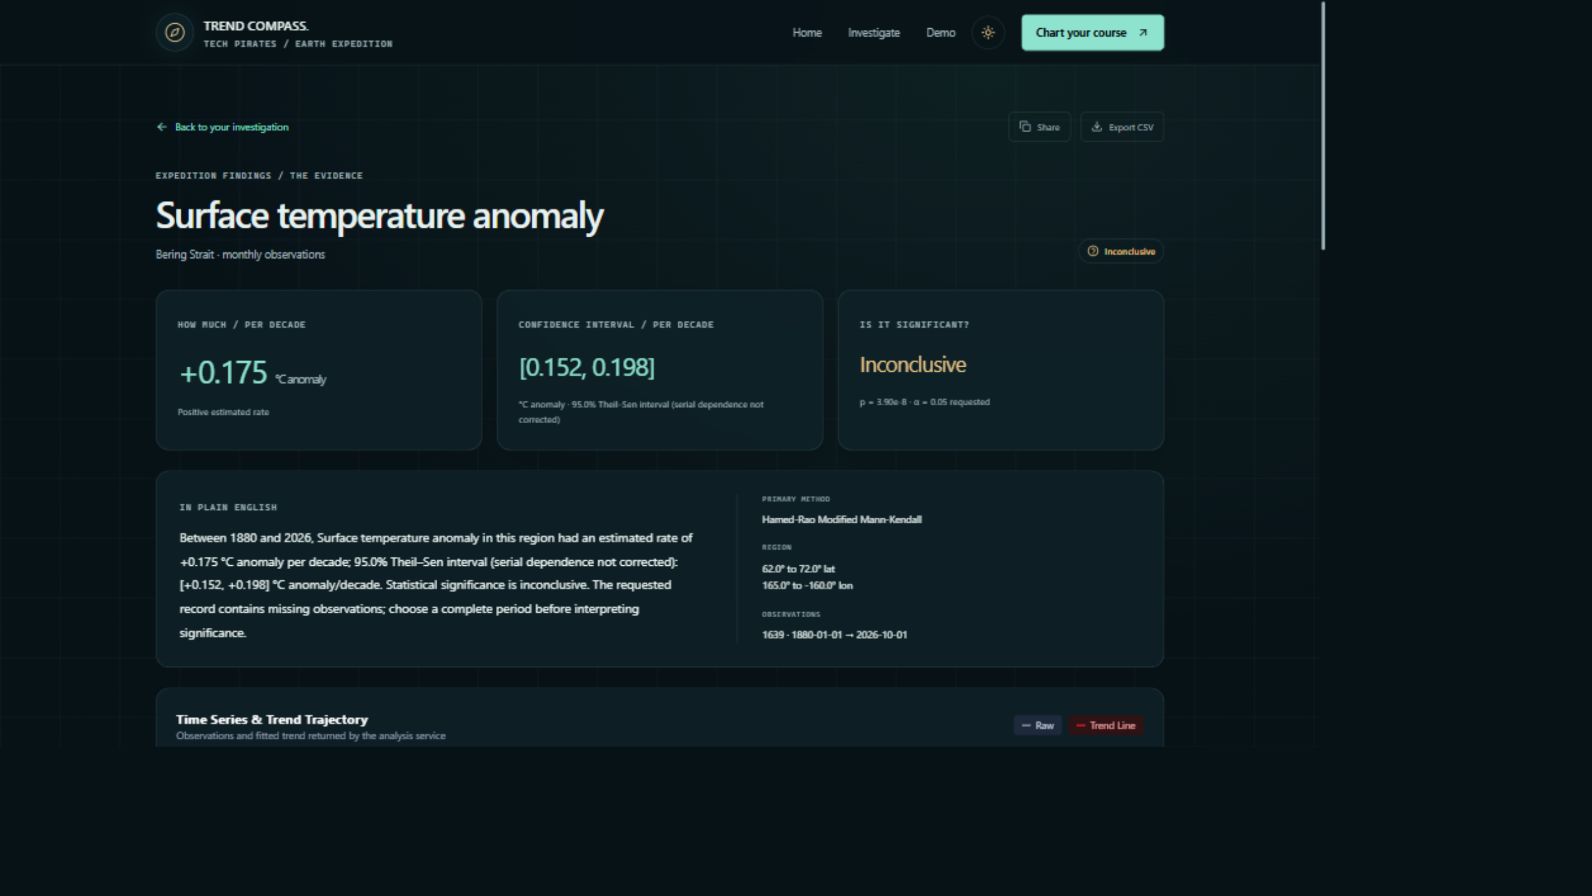 TREND COMPASS.
TECH PIRATES / EARTH EXPEDITION
Home
Investigate
Demo
Chart your course
Back to your investigation
Share
Export CSV
EXPEDITION FINDINGS / THE EVIDENCE
Surface temperature anomaly
Bering Strait · monthly observations
Inconclusive
HOW MUCH / PER DECADE
+0.175 °C anomaly
Positive estimated rate
CONFIDENCE INTERVAL / PER DECADE
[0.152, 0.198]
°C anomaly · 95.0% Theil–Sen interval (serial dependence not
corrected)
IS IT SIGNIFICANT?
Inconclusive
p = 3.90e-8 · α = 0.05 requested
IN PLAIN ENGLISH
Between 1880 and 2026, Surface temperature anomaly in this region had an estimated rate of
+0.175 °C anomaly per decade; 95.0% Theil–Sen interval (serial dependence not corrected):
[+0.152, +0.198] °C anomaly/decade. Statistical significance is inconclusive. The requested
record contains missing observations; choose a complete period before interpreting
significance.
PRIMARY METHOD
Hamed-Rao Modified Mann-Kendall
REGION
62.0° to 72.0° lat
165.0° to -160.0° lon
OBSERVATIONS
1639 · 1880-01-01 → 2026-10-01
Time Series & Trend Trajectory
Observations and fitted trend returned by the analysis service
Raw
Trend Line